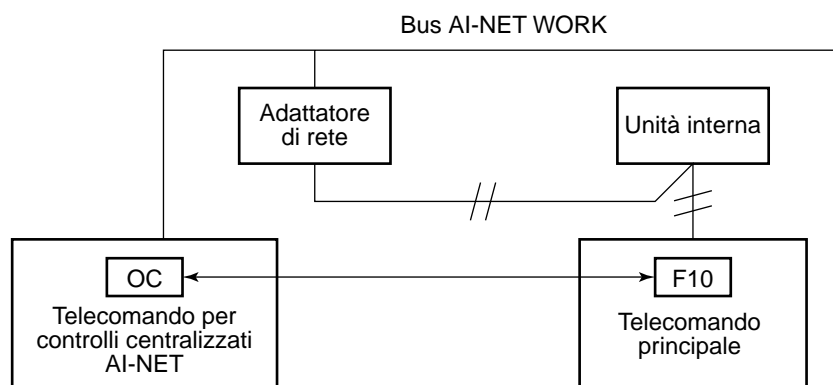 Bus AI-NET WORK
Adattatore
di rete
Unità interna
OC
F10
Telecomando per
controlli centralizzati
AI-NET
Telecomando
principale